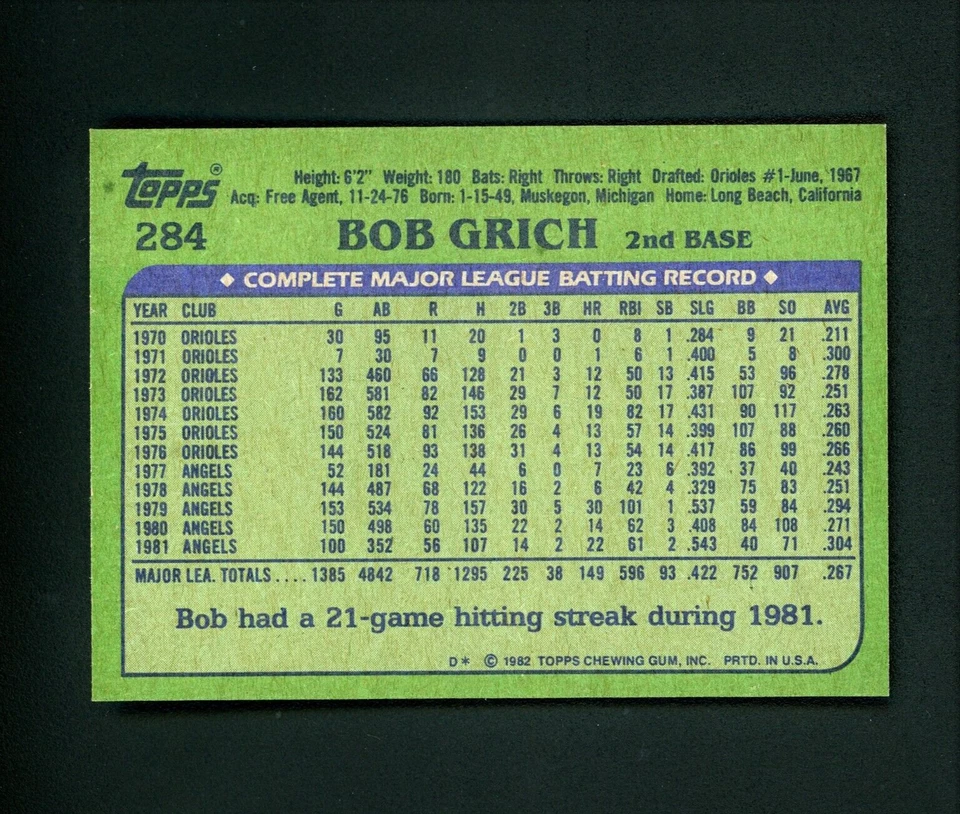 topps®
Height: 6'2" Weight: 180 Bats: Right Throws: Right Drafted: Orioles #1-June, 1967
Acq: Free Agent, 11-24-76 Born: 1-15-49, Muskegon, Michigan Home: Long Beach, California
284 BOB GRICH 2nd BASE
◆ COMPLETE MAJOR LEAGUE BATTING RECORD ◆
YEAR CLUB G AB R H 2B 3B HR RBI SB SLG BB SO AVG
1970 ORIOLES 30 95 11 20 1 3 0 8 1 .284 9 21 .211
1971 ORIOLES 7 30 7 9 0 0 1 6 1 .400 5 8 .300
1972 ORIOLES 133 460 66 128 21 3 12 50 13 .415 53 96 .278
1973 ORIOLES 162 581 82 146 29 7 12 50 17 .387 107 92 .251
1974 ORIOLES 160 582 92 153 29 6 19 82 17 .431 90 117 .263
1975 ORIOLES 150 524 81 136 26 4 13 57 14 .399 107 88 .260
1976 ORIOLES 144 518 93 138 31 4 13 54 14 .417 86 99 .266
1977 ANGELS 52 181 24 44 6 0 7 23 6 .392 37 40 .243
1978 ANGELS 144 487 68 122 16 2 6 42 4 .329 75 83 .251
1979 ANGELS 153 534 78 157 30 5 30 101 1 .537 59 84 .294
1980 ANGELS 150 498 60 135 22 2 14 62 3 .408 84 108 .271
1981 ANGELS 100 352 56 107 14 2 22 61 2 .543 40 71 .304
MAJOR LEA. TOTALS.... 1385 4842 718 1295 225 38 149 596 93 .422 752 907 .267
Bob had a 21-game hitting streak during 1981.
D* © 1982 TOPPS CHEWING GUM, INC. PRTD. IN U.S.A.